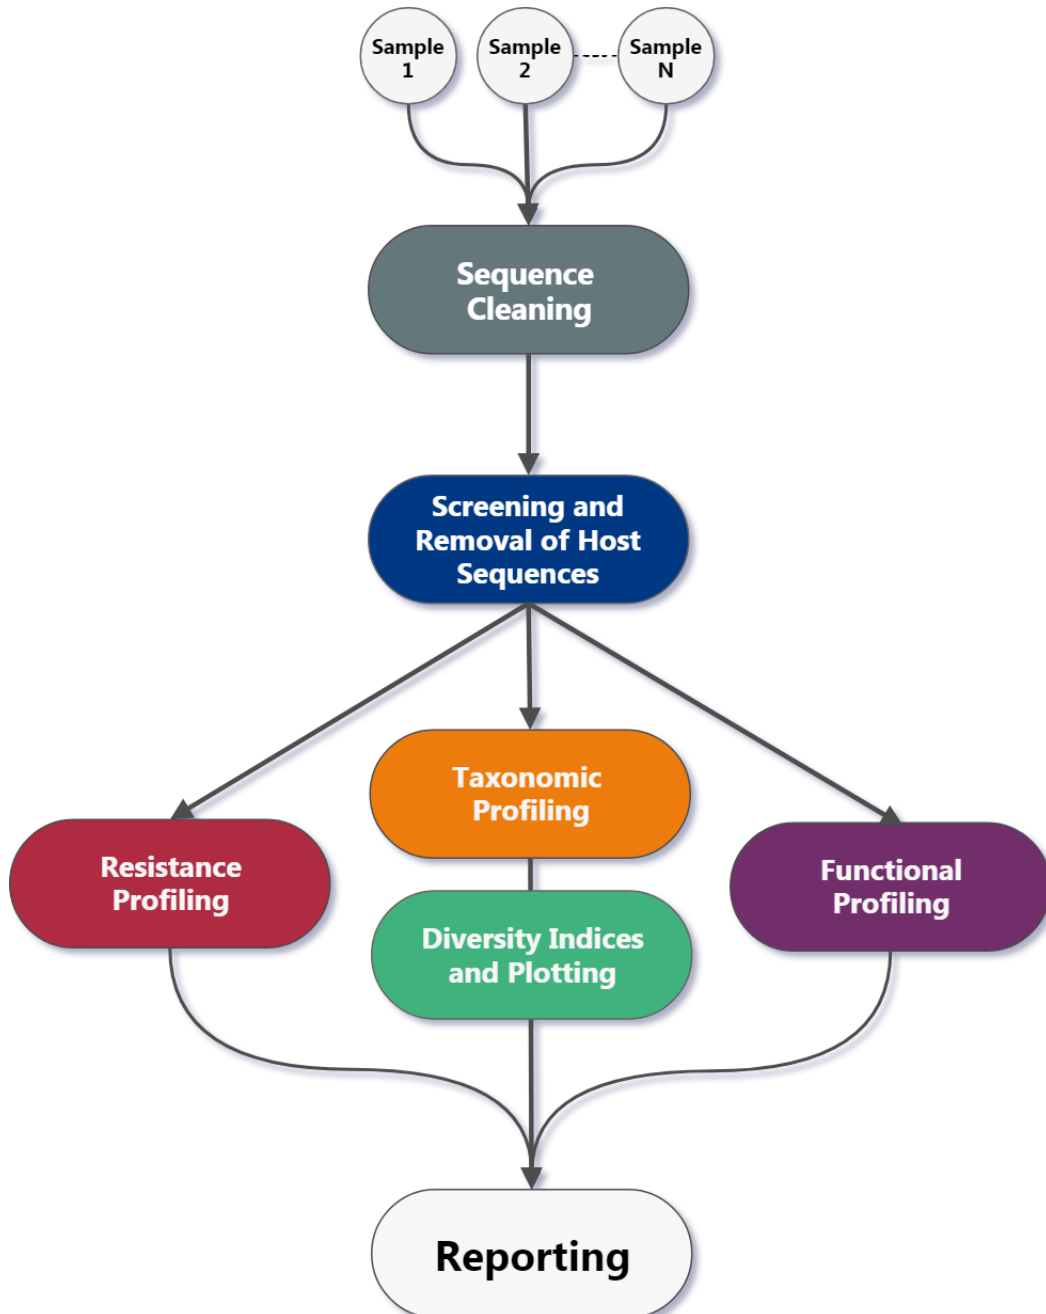 Sample
1
Sample
2
Sample
N
Sequence
Cleaning
Screening and
Removal of Host
Sequences
Taxonomic
Profiling
Resistance
Profiling
Functional
Profiling
Diversity Indices
and Plotting
Reporting